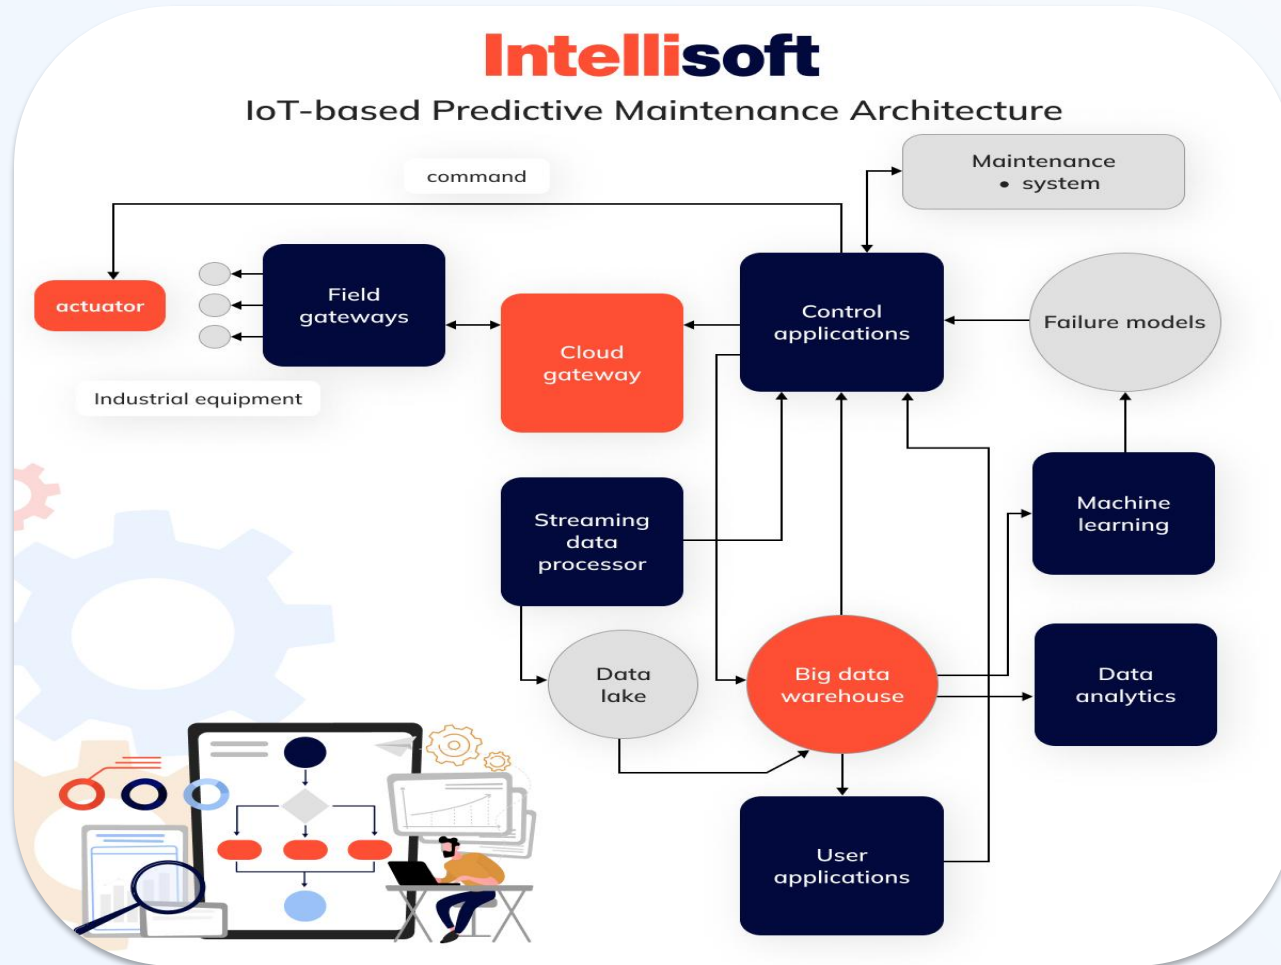 Intellisoft
IoT-based Predictive Maintenance Architecture
command
Maintenance
• system
actuator
Field
gateways
Industrial equipment
Cloud
gateway
Control
applications
Failure models
Streaming
data
processor
Machine
learning
Data
lake
Big data
warehouse
Data
analytics
User
applications